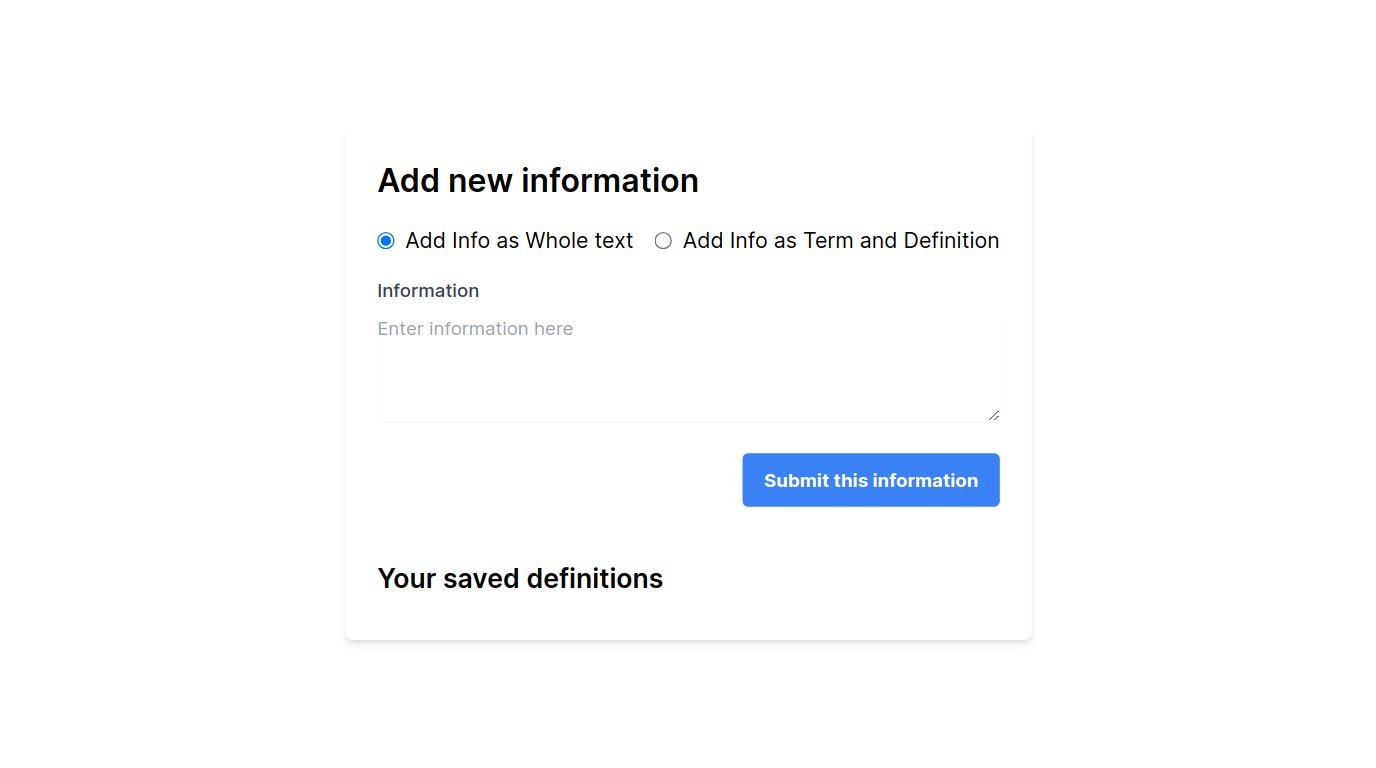 Add new information
Add Info as Whole text Add Info as Term and Definition
Information
Enter information here
Submit this information
Your saved definitions